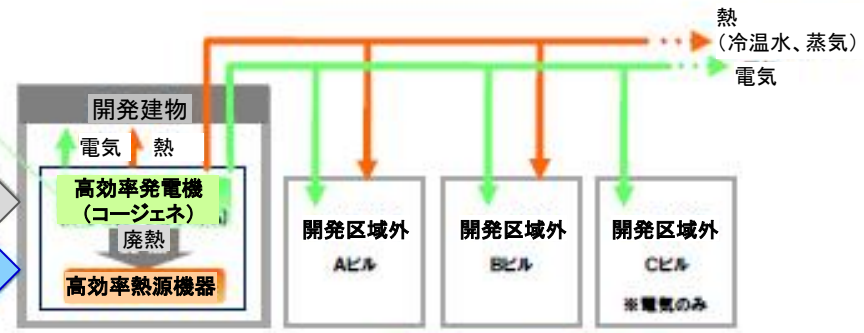 熱
（冷温水、蒸気）
電気
開発建物
電気
熱
高効率発電機
（コージェネ）
廃熱
高効率熱源機器
開発区域外
Aビル
開発区域外
Bビル
開発区域外
Cビル
※電気のみ